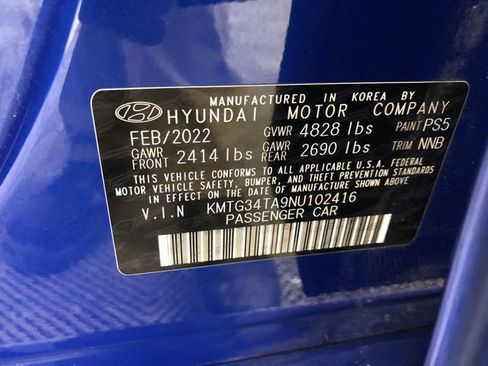 MANUFACTURED IN KOREA BY
HYUNDAI MOTOR COMPANY
FEB/2022 GVWR 4828 lbs PAINT PS5
GAWR FRONT 2414 lbs GAWR REAR 2690 lbs TRIM NNB
THIS VEHICLE CONFORMS TO ALL APPLICABLE U.S.A. FEDERAL
MOTOR VEHICLE SAFETY, BUMPER, AND THEFT PREVENTION STANDARDS
IN EFFECT ON THE DATE OF MANUFACTURE SHOWN ABOVE.
V.I.N KMTG34TA9NU102416
PASSENGER CAR